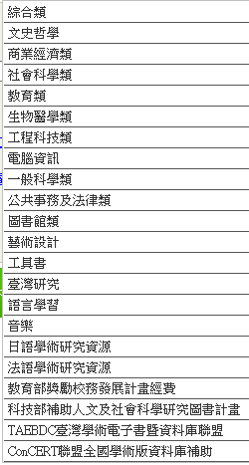 綜合類
文史哲學
商業經濟類
社會科學類
教育類
生物醫學類
工程科技類
電腦資訊
一般科學類
公共事務及法律類
圖書館類
藝術設計
工具書
臺灣研究
語言學習
音樂
日語學術研究資源
法語學術研究資源
教育部獎勵校務發展計畫經費
科技部補助人文及社會科學研究圖書計畫
TAEBDC臺灣學術電子書暨資料庫聯盟
ConCERT聯盟全國學術版資料庫補助